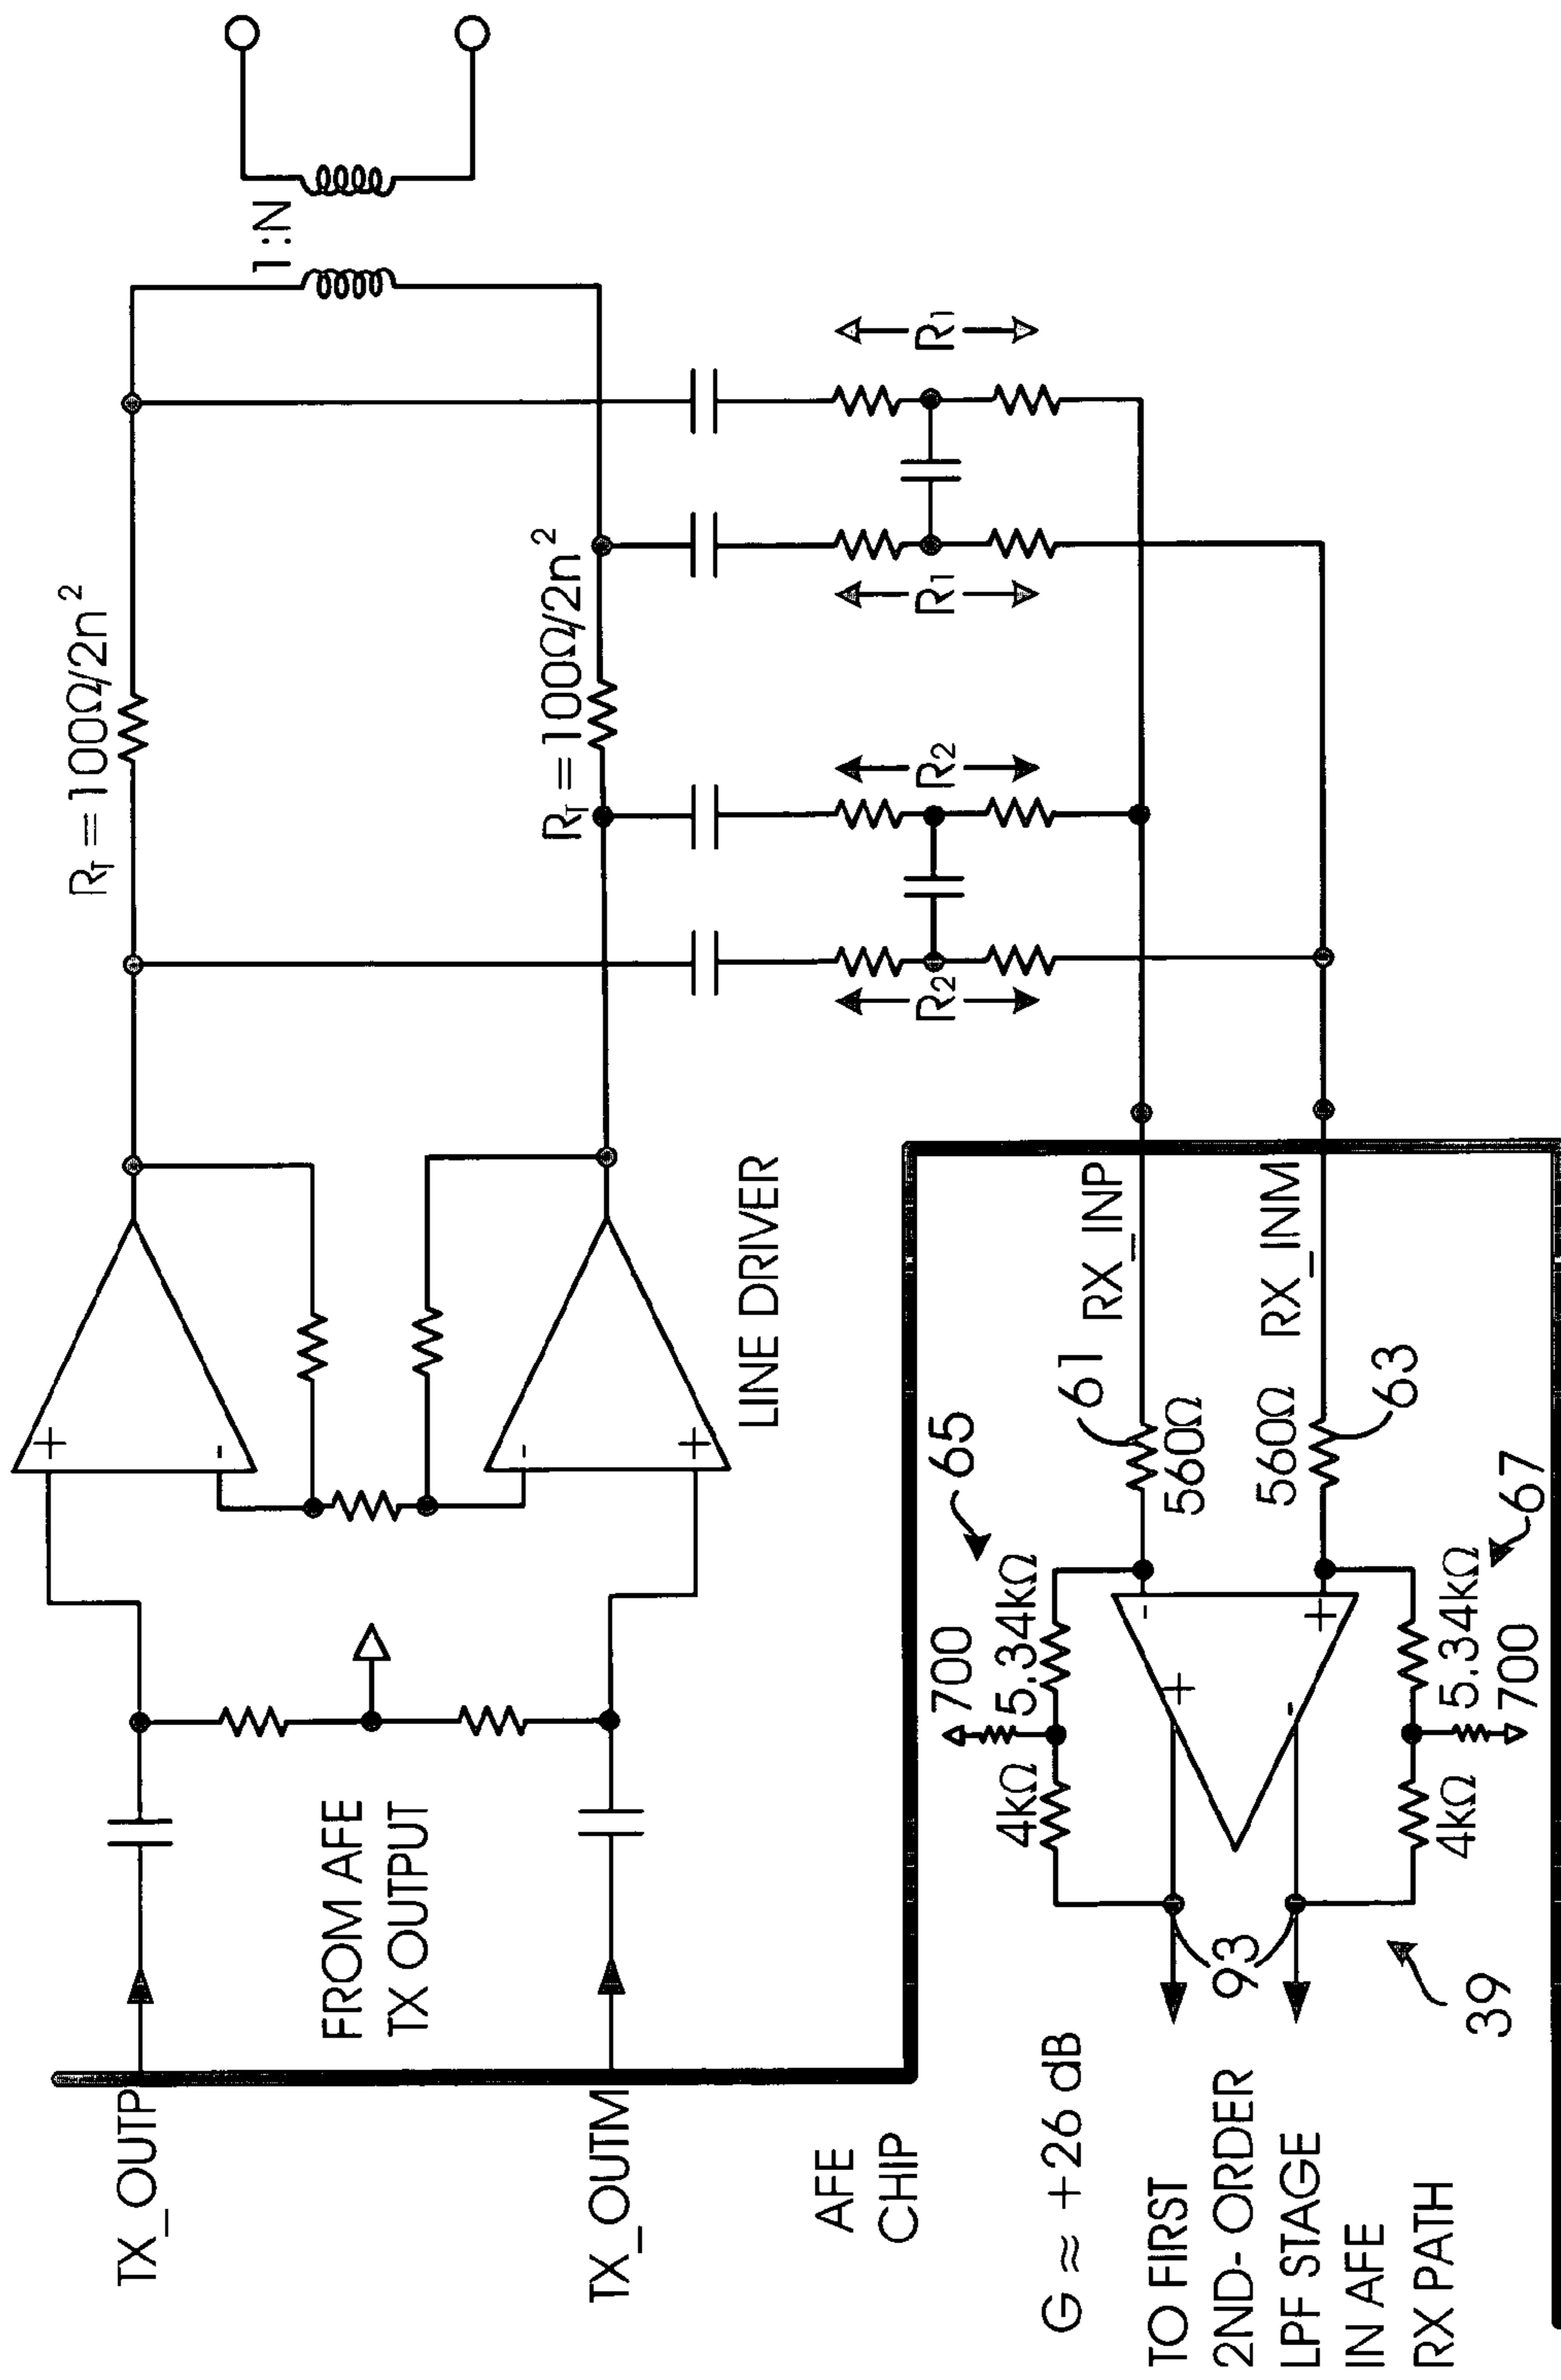 1:N
R_T = 100Ω/2n²
R_T = 100Ω/2n²
R₁
R₁
R₂
R₂
+
-
-
+
LINE DRIVER
TX_OUTP
FROM AFE
TX OUTPUT
TX_OUTM
AFE
CHIP
RX_INP
RX_INM
61
560Ω
560Ω
63
65
700
5.34kΩ
4kΩ
-
+
+
-
67
5.34kΩ
700
4kΩ
93
39
G ≈ +26 dB
TO FIRST
2ND- ORDER
LPF STAGE
IN AFE
RX PATH